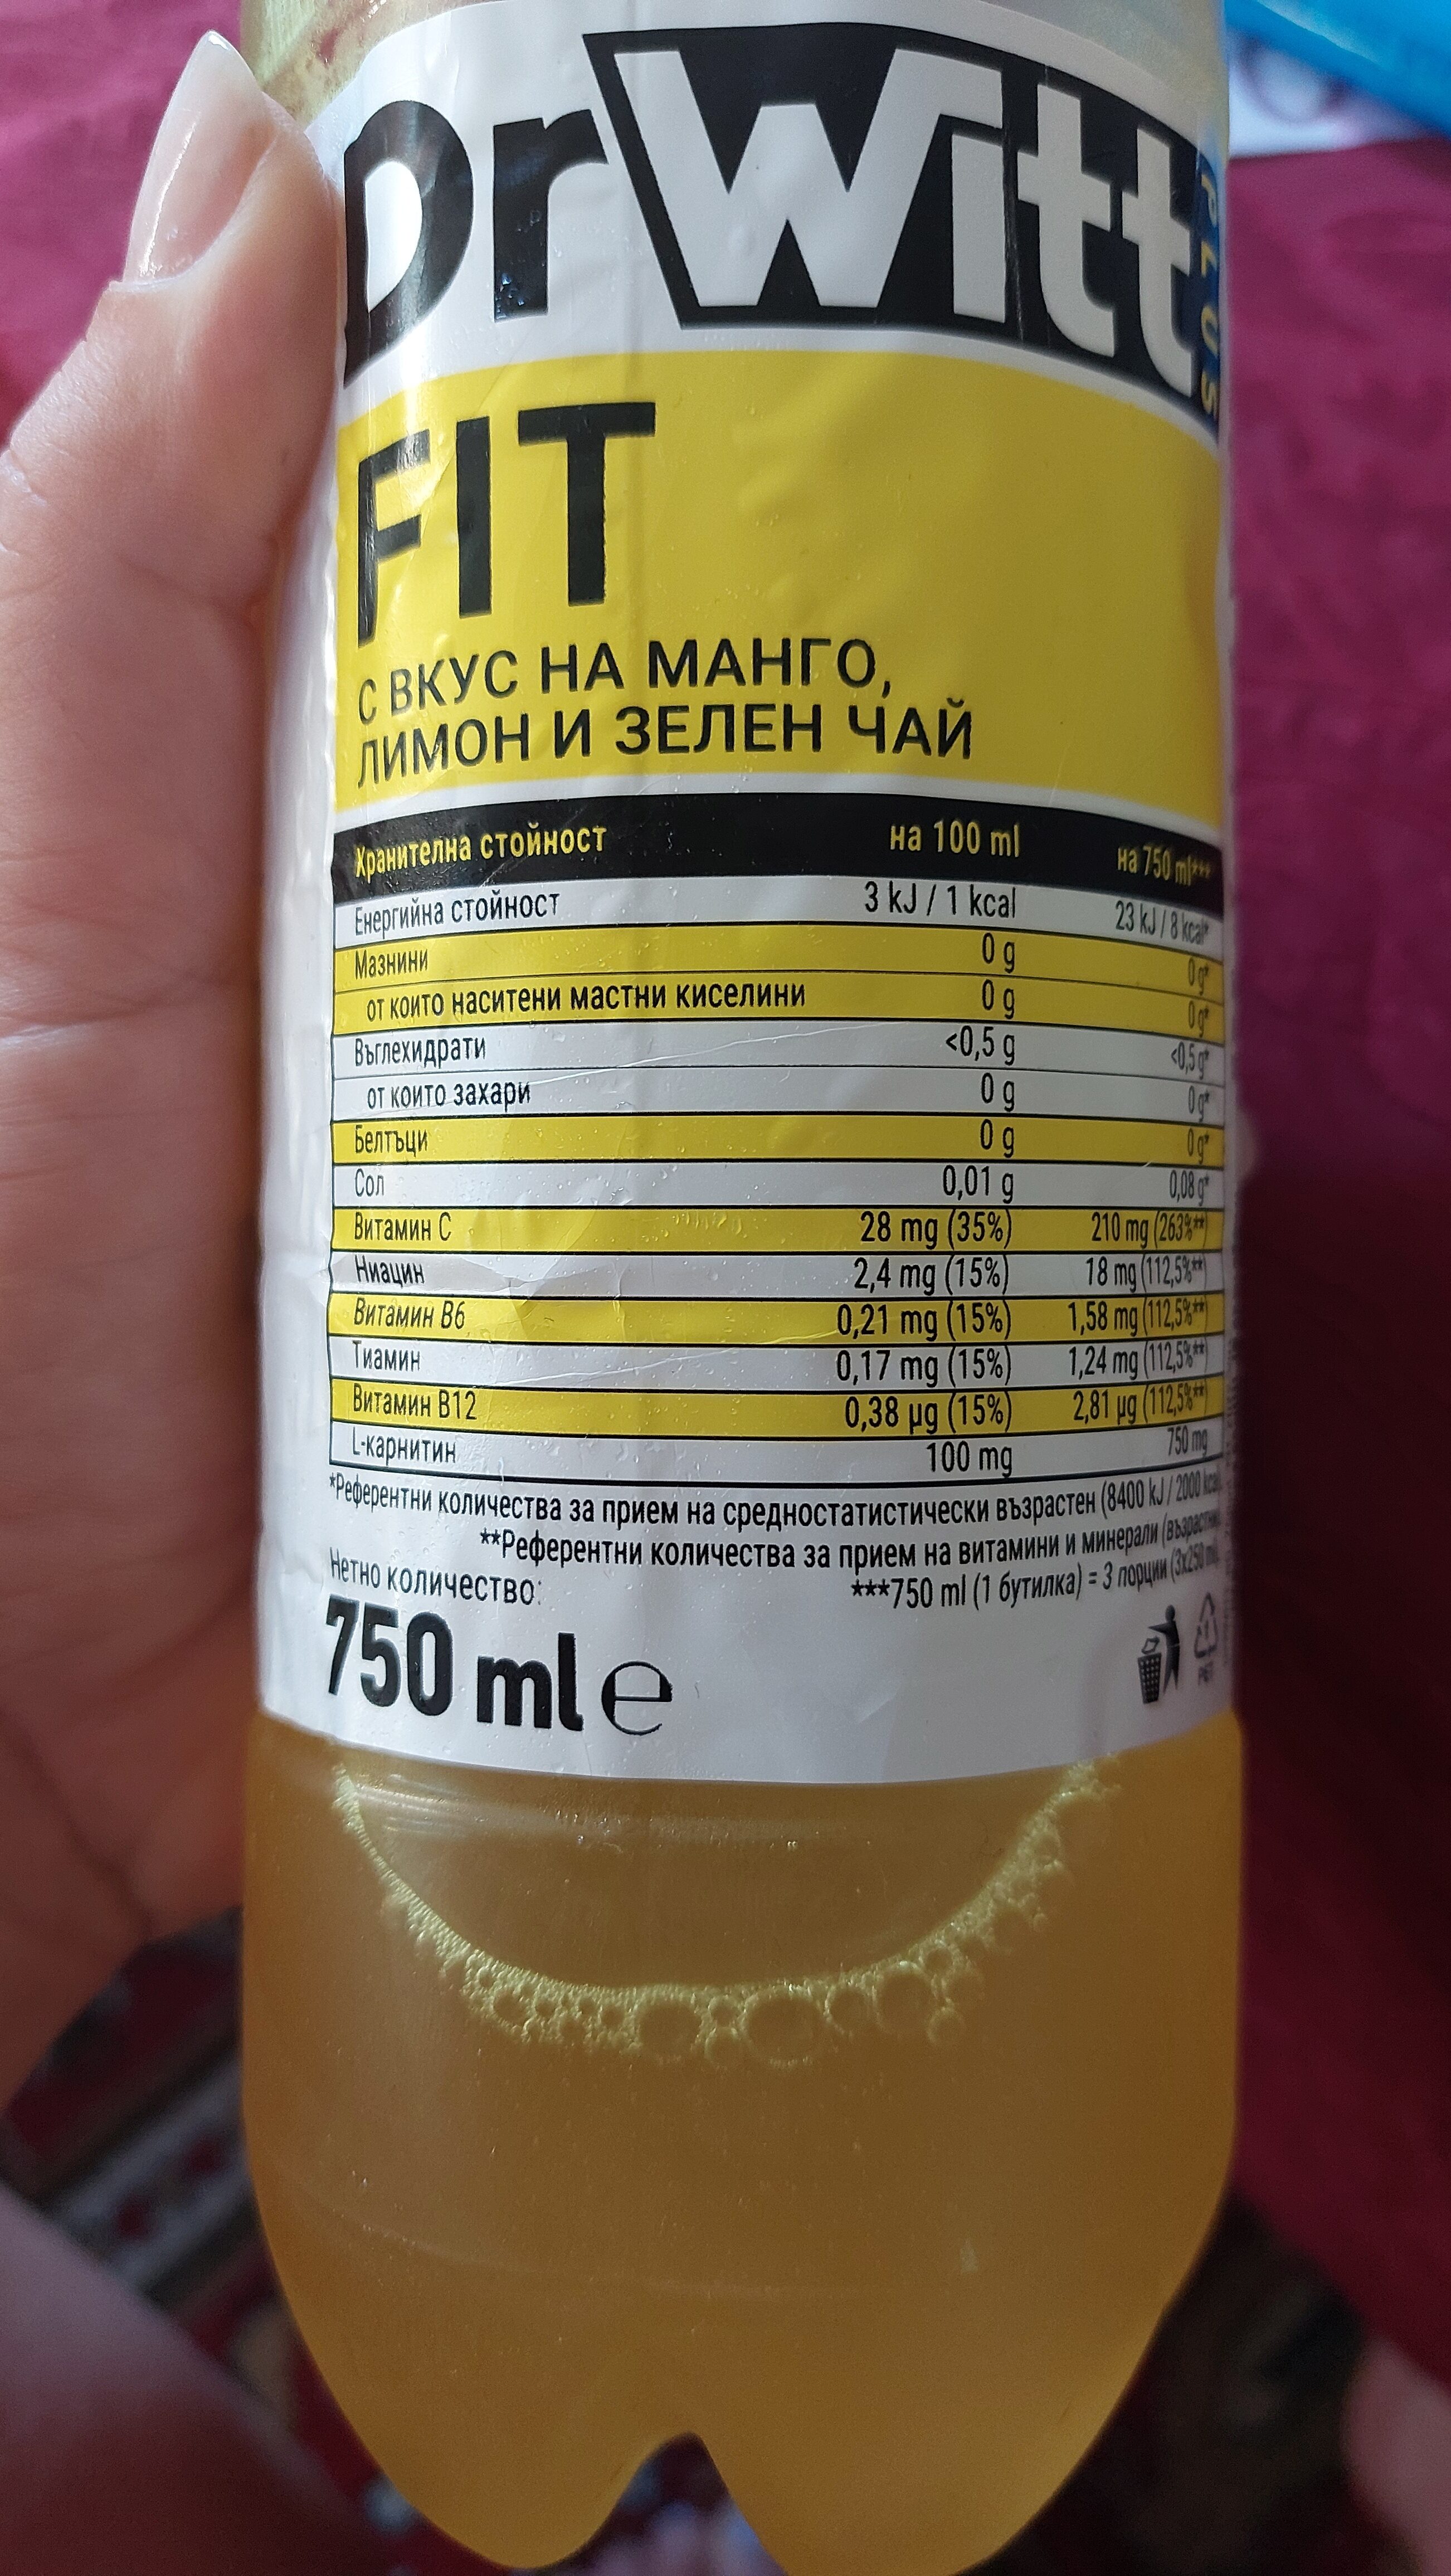 DrWitt
PLUS
FIT
С ВКУС НА МАНГО,
ЛИМОН И ЗЕЛЕН ЧАЙ
Хранителна стойност на 100 ml на 750 ml***
Енергийна стойност 3 kJ / 1 kcal 23 kJ / 8 kcal*
Мазнини 0 g 0 g*
от които наситени мастни киселини 0 g 0 g*
Въглехидрати <0,5 g <0,5 g*
от които захари 0 g 0 g*
Белтъци 0 g 0 g*
Сол 0,01 g 0,08 g*
Витамин C 28 mg (35%) 210 mg (263%**)
Ниацин 2,4 mg (15%) 18 mg (112,5%**)
Витамин В6 0,21 mg (15%) 1,58 mg (112,5%**)
Тиамин 0,17 mg (15%) 1,24 mg (112,5%**)
Витамин B12 0,38 µg (15%) 2,81 µg (112,5%**)
L-карнитин 100 mg 750 mg
*Референтни количества за прием на средностатистически възрастен (8400 kJ / 2000 kcal).
**Референтни количества за прием на витамини и минерали
***750 ml (1 бутилка) = 3 порции (3x250 ml).
Нетно количество:
750 ml e
PET